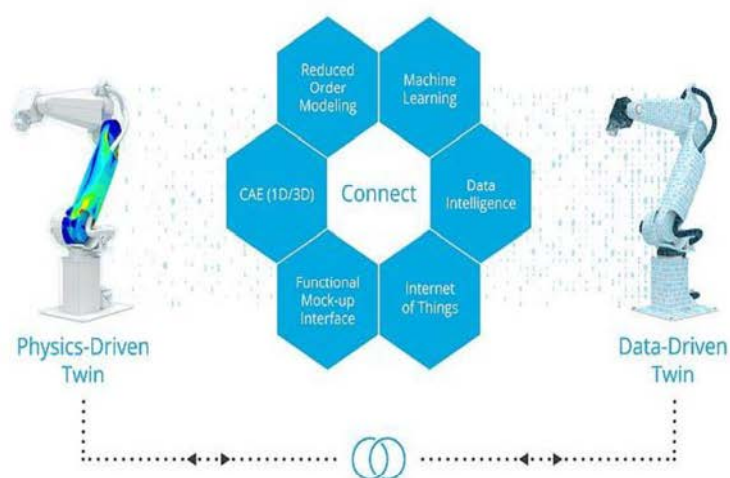 Reduced
Order
Modeling
Machine
Learning
CAE (1D/3D)
Connect
Data
Intelligence
Functional
Mock-up
Interface
Internet
of Things
Physics-Driven
Twin
Data-Driven
Twin